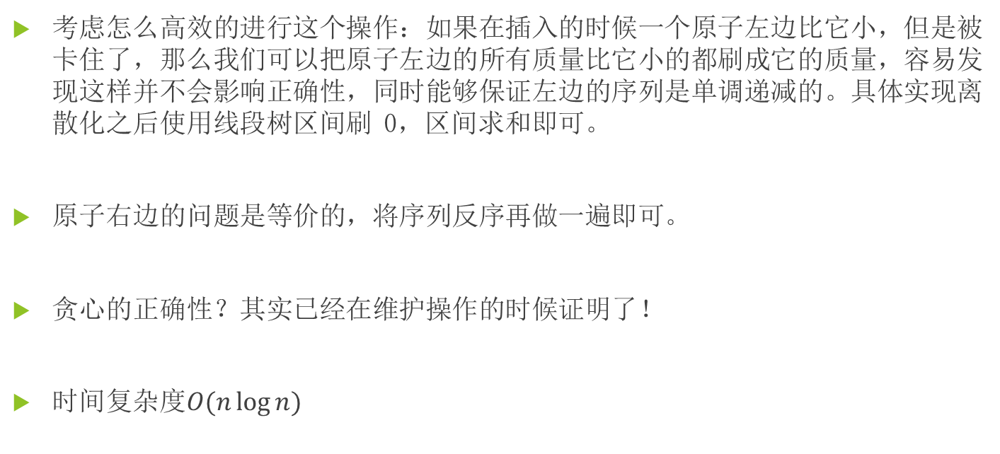 考虑怎么高效的进行这个操作：如果在插入的时候一个原子左边比它小，但是被
卡住了，那么我们可以把原子左边的所有质量比它小的都刷成它的质量，容易发
现这样并不会影响正确性，同时能够保证左边的序列是单调递减的。具体实现离
散化之后使用线段树区间刷 0，区间求和即可。
原子右边的问题是等价的，将序列反序再做一遍即可。
贪心的正确性？其实已经在维护操作的时候证明了！
时间复杂度O(n log n)